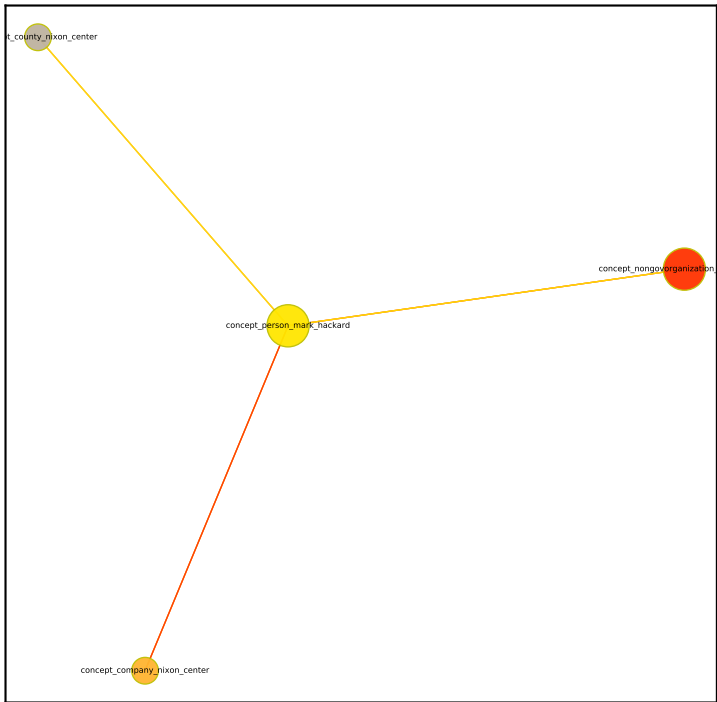 t_county_nixon_center
concept_nongovorganization_
concept_person_mark_hackard
concept_company_nixon_center